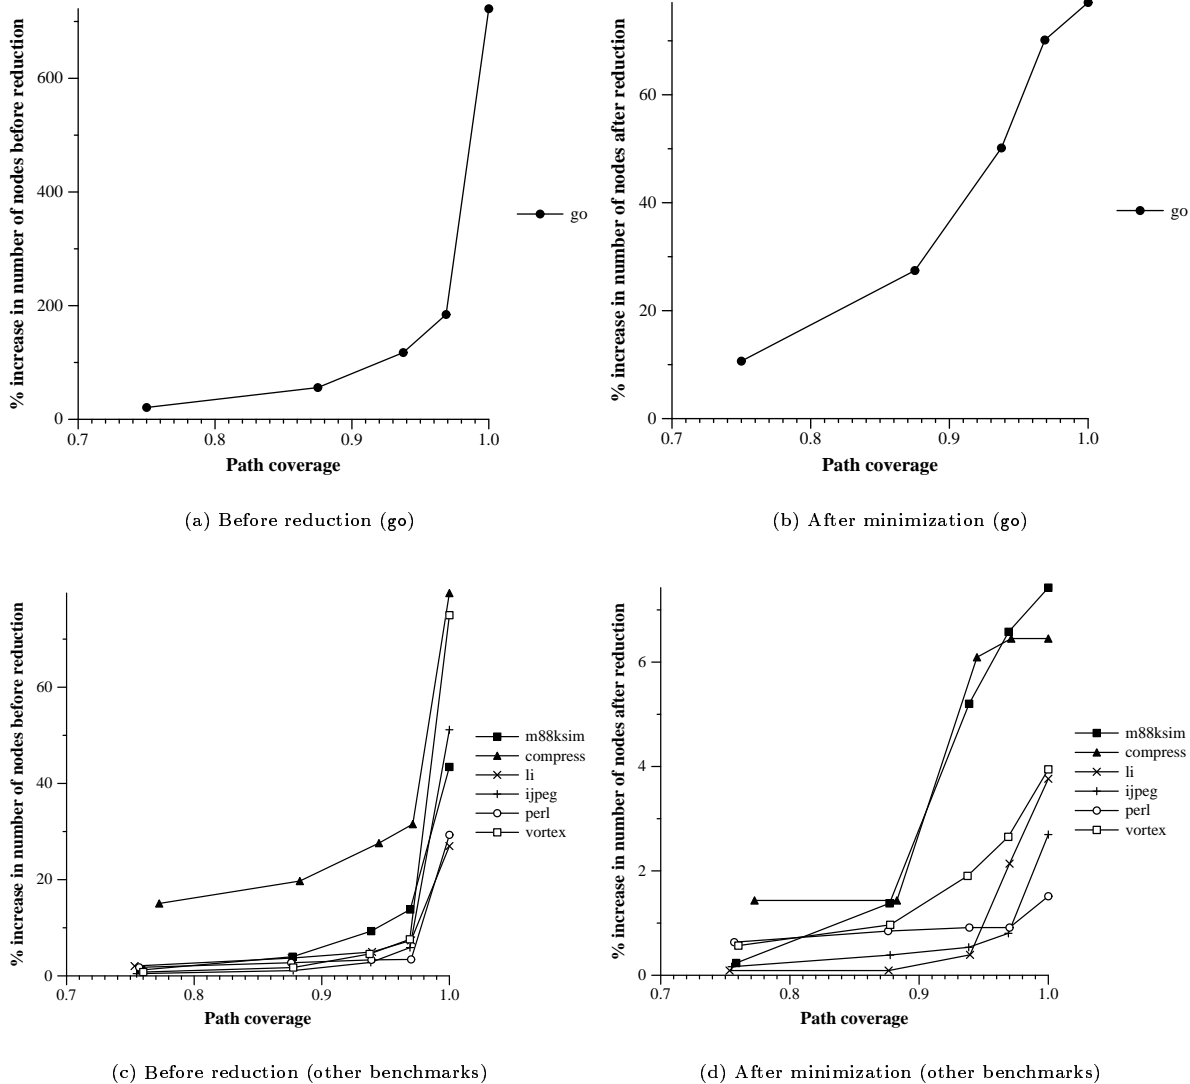 % increase in number of nodes before reduction
600
400
200
0
0.7
0.8
0.9
1.0
Path coverage
go
(a) Before reduction (go)
% increase in number of nodes after reduction
60
40
20
0
0.7
0.8
0.9
1.0
Path coverage
go
(b) After minimization (go)
% increase in number of nodes before reduction
60
40
20
0
0.7
0.8
0.9
1.0
Path coverage
m88ksim
compress
li
ijpeg
perl
vortex
(c) Before reduction (other benchmarks)
% increase in number of nodes after reduction
6
4
2
0
0.7
0.8
0.9
1.0
Path coverage
m88ksim
compress
li
ijpeg
perl
vortex
(d) After minimization (other benchmarks)